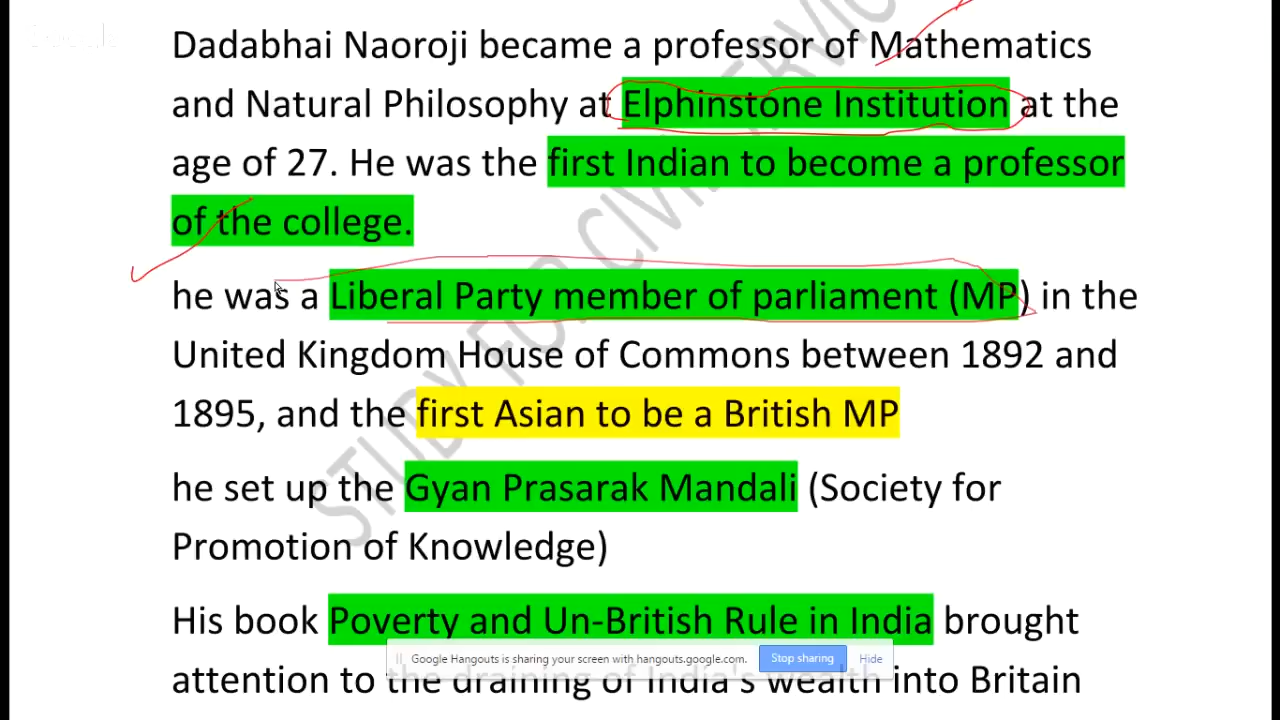 Dadabhai Naoroji became a professor of Mathematics
and Natural Philosophy at Elphinstone Institution at the
age of 27. He was the first Indian to become a professor
of the college.
he was a Liberal Party member of parliament (MP) in the
United Kingdom House of Commons between 1892 and
1895, and the first Asian to be a British MP
he set up the Gyan Prasarak Mandali (Society for
Promotion of Knowledge)
His book Poverty and Un-British Rule in India brought
Google Hangouts is sharing your screen with hangouts.google.com. Stop sharing Hide
attention to the draining of India's wealth into Britain
STUDY FOR CIVIL SERVIC